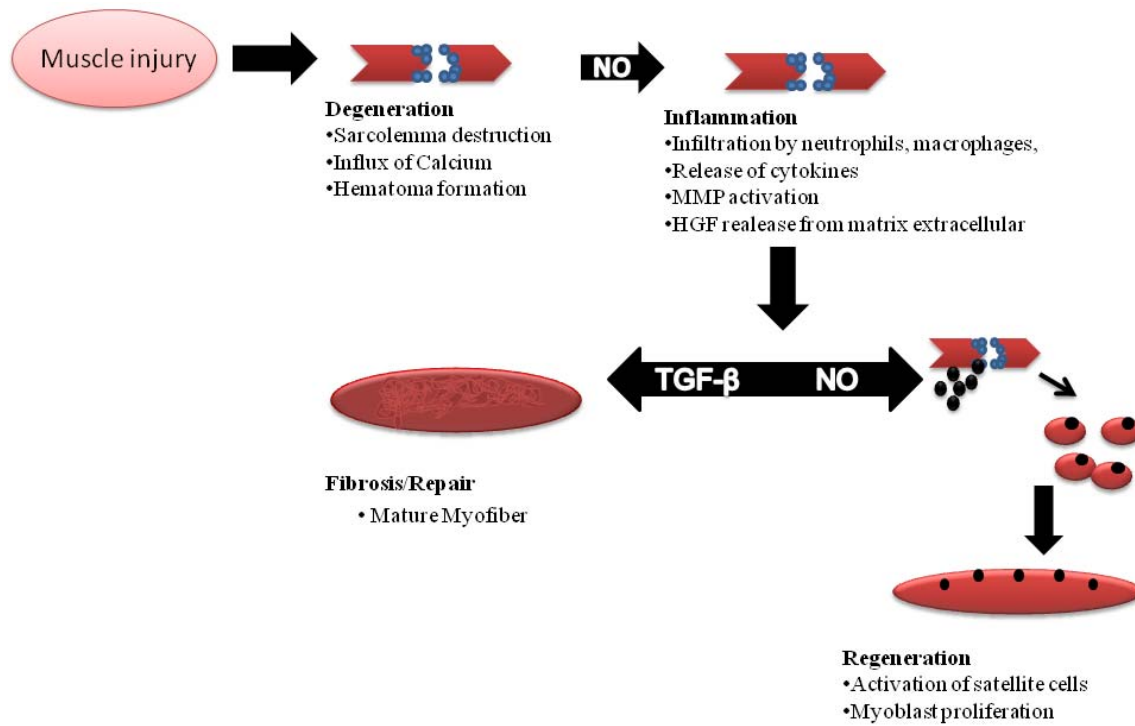 Muscle injury
NO
Degeneration
•Sarcolemma destruction
•Influx of Calcium
•Hematoma formation
Inflammation
•Infiltration by neutrophils, macrophages,
•Release of cytokines
•MMP activation
•HGF realease from matrix extracellular
TGF-β NO
Fibrosis/Repair
• Mature Myofiber
Regeneration
•Activation of satellite cells
•Myoblast proliferation